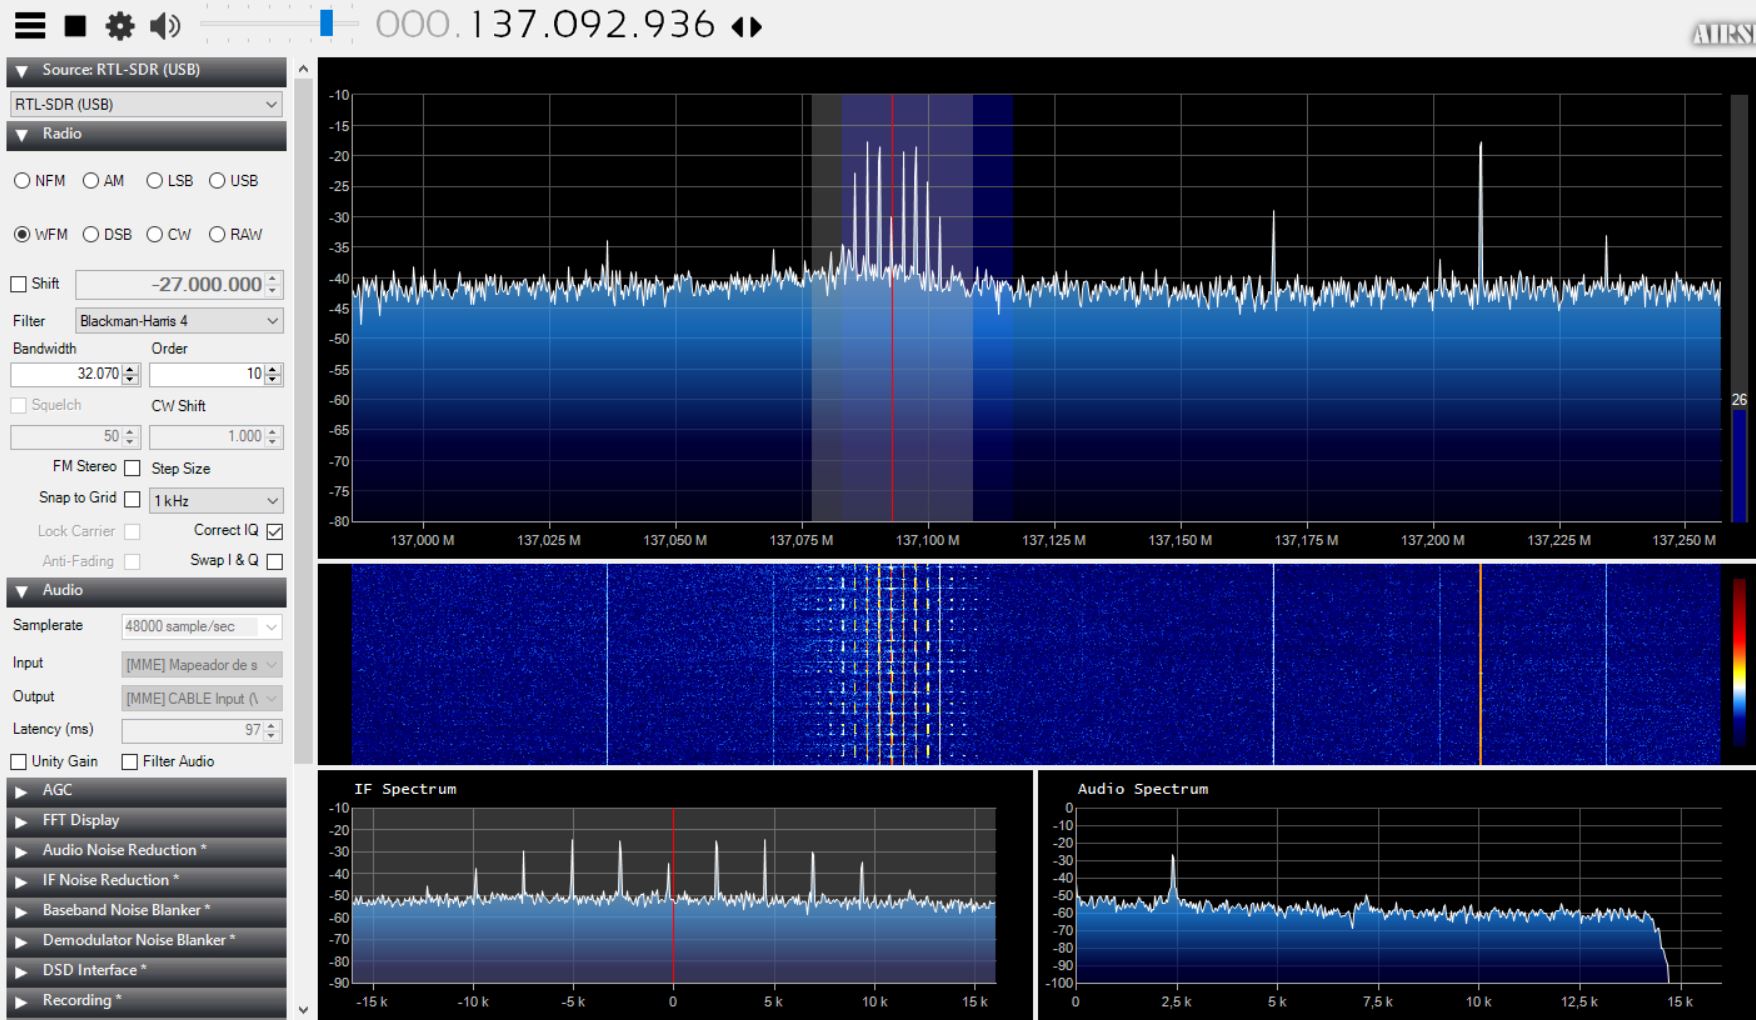 000.137.092.936
AIRS
Source: RTL-SDR (USB)
RTL-SDR (USB)
Radio
NFM AM LSB USB
WFM DSB CW RAW
Shift -27.000.000
Filter Blackman-Harris 4
Bandwidth Order
32.070 10
Squelch CW Shift
50 1.000
FM Stereo Step Size
Snap to Grid 1 kHz
Lock Carrier Correct IQ
Anti-Fading Swap I & Q
Audio
Samplerate 48000 sample/sec
Input [MME] Mapeador de s
Output [MME] CABLE Input (\
Latency (ms) 97
Unity Gain Filter Audio
AGC
FFT Display
Audio Noise Reduction *
IF Noise Reduction *
Baseband Noise Blanker *
Demodulator Noise Blanker *
DSD Interface *
Recording *
-10
-15
-20
-25
-30
-35
-40
-45
-50
-55
-60
-65
-70
-75
-80
137,000 M 137,025 M 137,050 M 137,075 M 137,100 M 137,125 M 137,150 M 137,175 M 137,200 M 137,225 M 137,250 M
26
IF Spectrum
-10
-20
-30
-40
-50
-60
-70
-80
-90
-15 k -10 k -5 k 0 5 k 10 k 15 k
Audio Spectrum
0
-10
-20
-30
-40
-50
-60
-70
-80
-90
-100
0 2,5 k 5 k 7,5 k 10 k 12,5 k 15 k